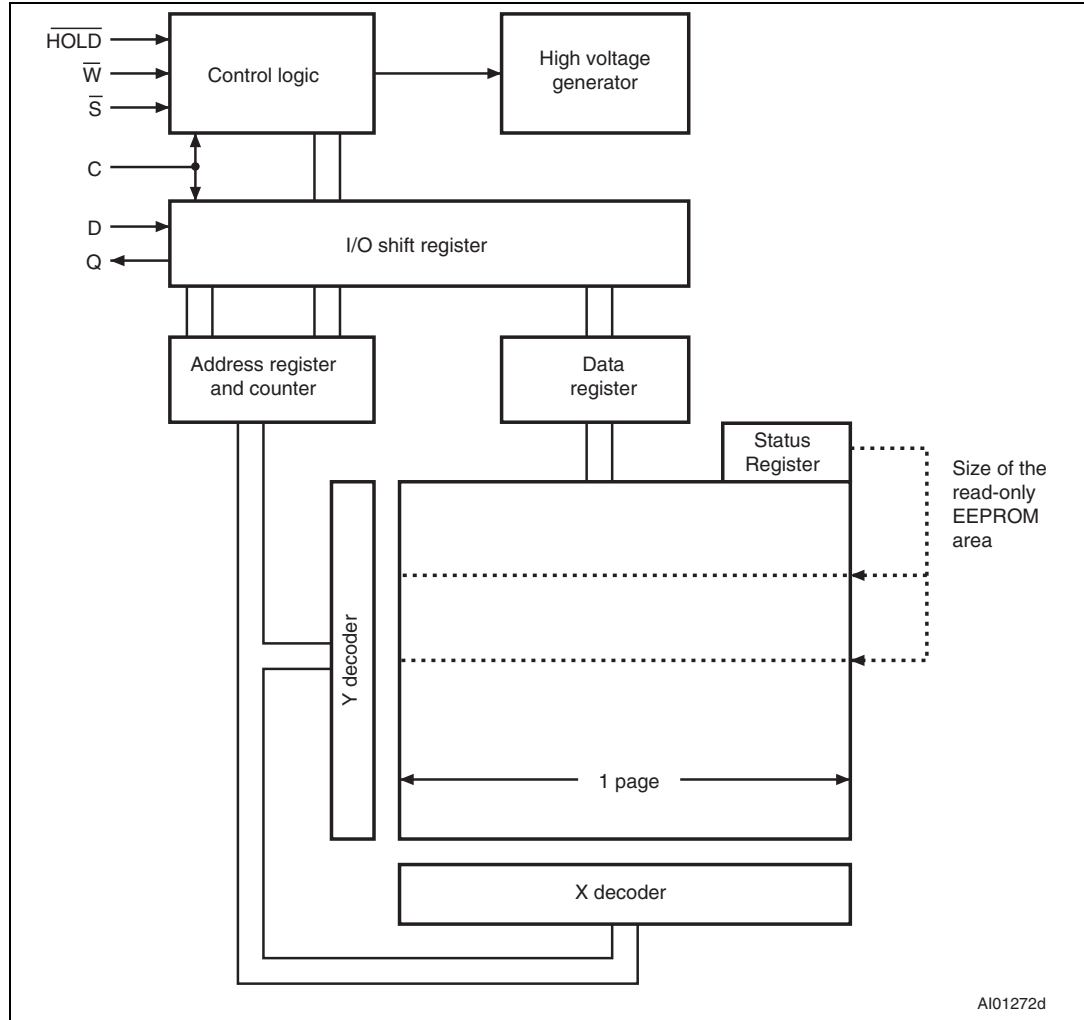 H̅O̅L̅D̅
W̅
S̅
C
D
Q
Control logic
High voltage
generator
I/O shift register
Address register
and counter
Data
register
Status
Register
Size of the
read-only
EEPROM
area
Y decoder
1 page
X decoder
AI01272d